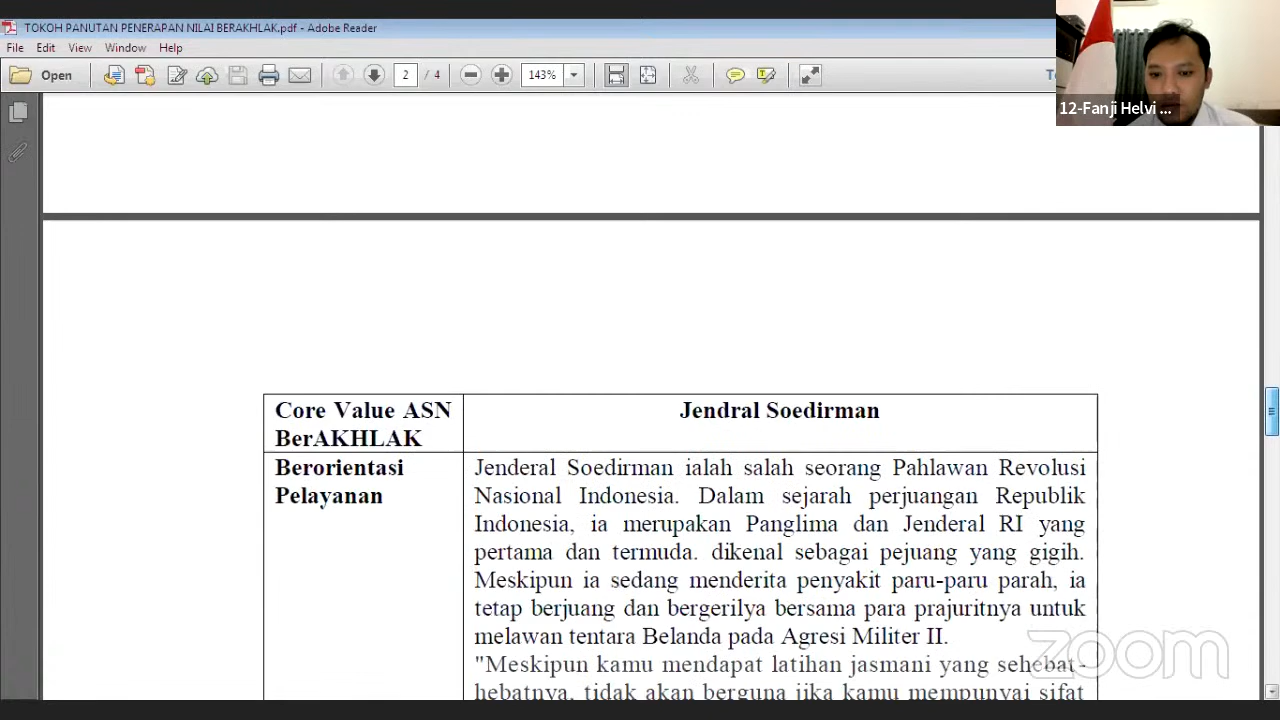 TOKOH PANUTAN PENERAPAN NILAI BERAKHLAK.pdf - Adobe Reader
File Edit View Window Help
Open 2 / 4 143%
12-Fanji Helvi ...
Core Value ASN BerAKHLAK
Jendral Soedirman
Berorientasi Pelayanan
Jenderal Soedirman ialah salah seorang Pahlawan Revolusi
Nasional Indonesia. Dalam sejarah perjuangan Republik
Indonesia, ia merupakan Panglima dan Jenderal RI yang
pertama dan termuda. dikenal sebagai pejuang yang gigih.
Meskipun ia sedang menderita penyakit paru-paru parah, ia
tetap berjuang dan bergerilya bersama para prajuritnya untuk
melawan tentara Belanda pada Agresi Militer II.
"Meskipun kamu mendapat latihan jasmani yang sehebat-
hebatnya, tidak akan berguna jika kamu mempunyai sifat
zoom